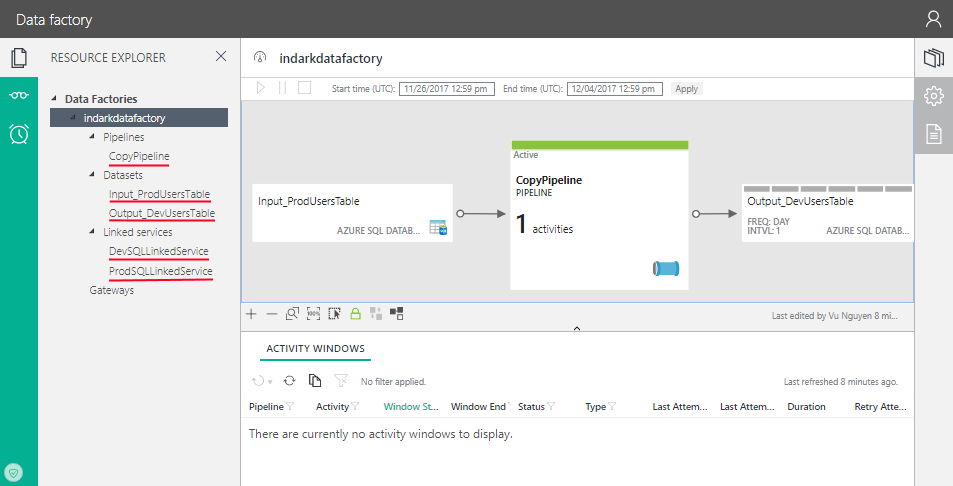 Data factory
RESOURCE EXPLORER
Data Factories
indarkdatafactory
Pipelines
CopyPipeline
Datasets
Input_ProdUsersTable
Output_DevUsersTable
Linked services
DevSQLLinkedService
ProdSQLLinkedService
Gateways
indarkdatafactory
Start time (UTC): 11/26/2017 12:59 pm End time (UTC): 12/04/2017 12:59 pm Apply
Input_ProdUsersTable
AZURE SQL DATAB...
Active
CopyPipeline
PIPELINE
1 activities
Output_DevUsersTable
FREQ: DAY
INTVL: 1 AZURE SQL DATAB...
100%
Last edited by Vu Nguyen 8 mi...
ACTIVITY WINDOWS
No filter applied. Last refreshed 8 minutes ago.
Pipeline Activity Window St... Window End Status Type Last Attem... Last Attem... Duration Retry Atte...
There are currently no activity windows to display.